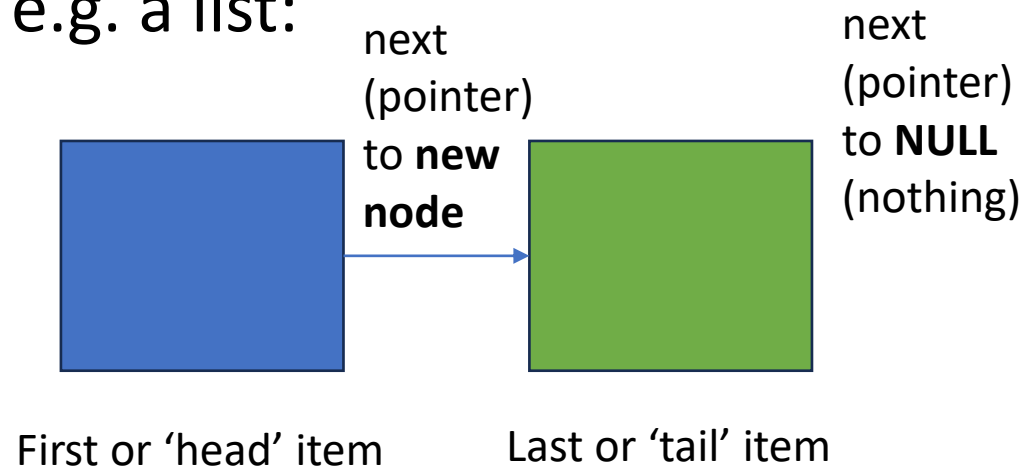 e.g. a list:
next
(pointer)
to new
node
next
(pointer)
to NULL
(nothing)
First or ‘head’ item
Last or ‘tail’ item